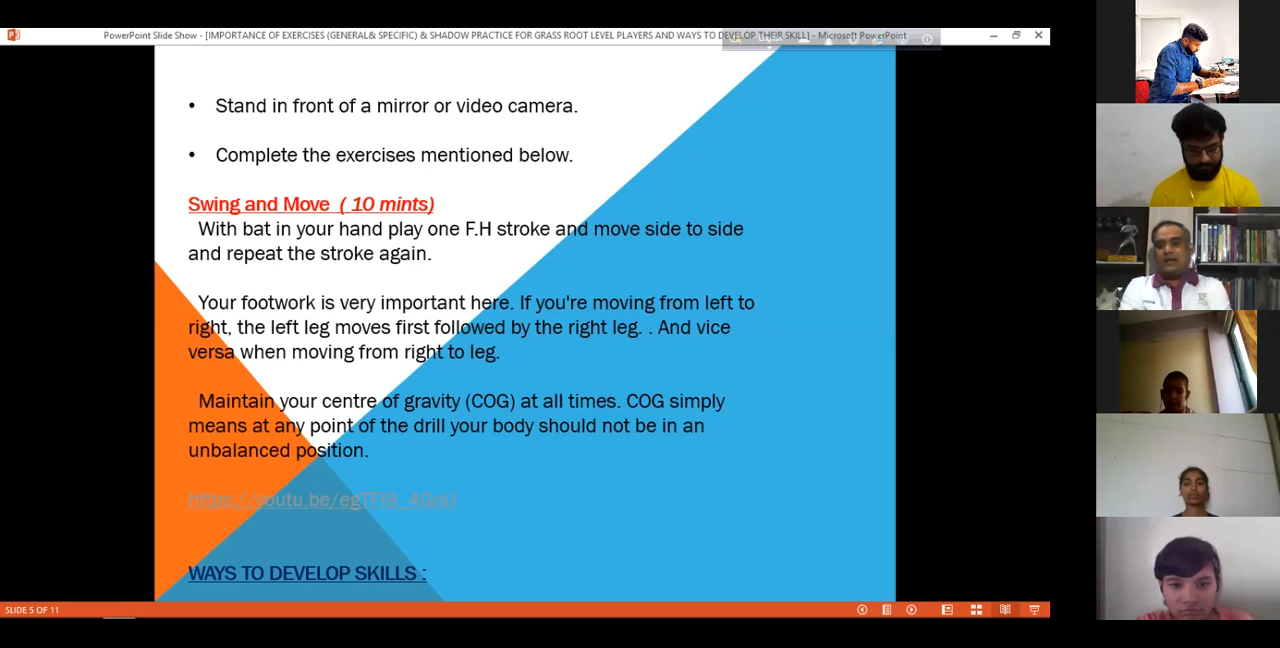 PowerPoint Slide Show - [IMPORTANCE OF EXERCISES (GENERAL& SPECIFIC) & SHADOW PRACTICE FOR GRASS ROOT LEVEL PLAYERS AND WAYS TO DEVELOP THEIR SKILL] - Microsoft PowerPoint
• Stand in front of a mirror or video camera.
• Complete the exercises mentioned below.
Swing and Move ( 10 mints)
With bat in your hand play one F.H stroke and move side to side
and repeat the stroke again.
Your footwork is very important here. If you're moving from left to
right, the left leg moves first followed by the right leg. . And vice
versa when moving from right to leg.
Maintain your centre of gravity (COG) at all times. COG simply
means at any point of the drill your body should not be in an
unbalanced position.
WAYS TO DEVELOP SKILLS :
SLIDE 5 OF 11